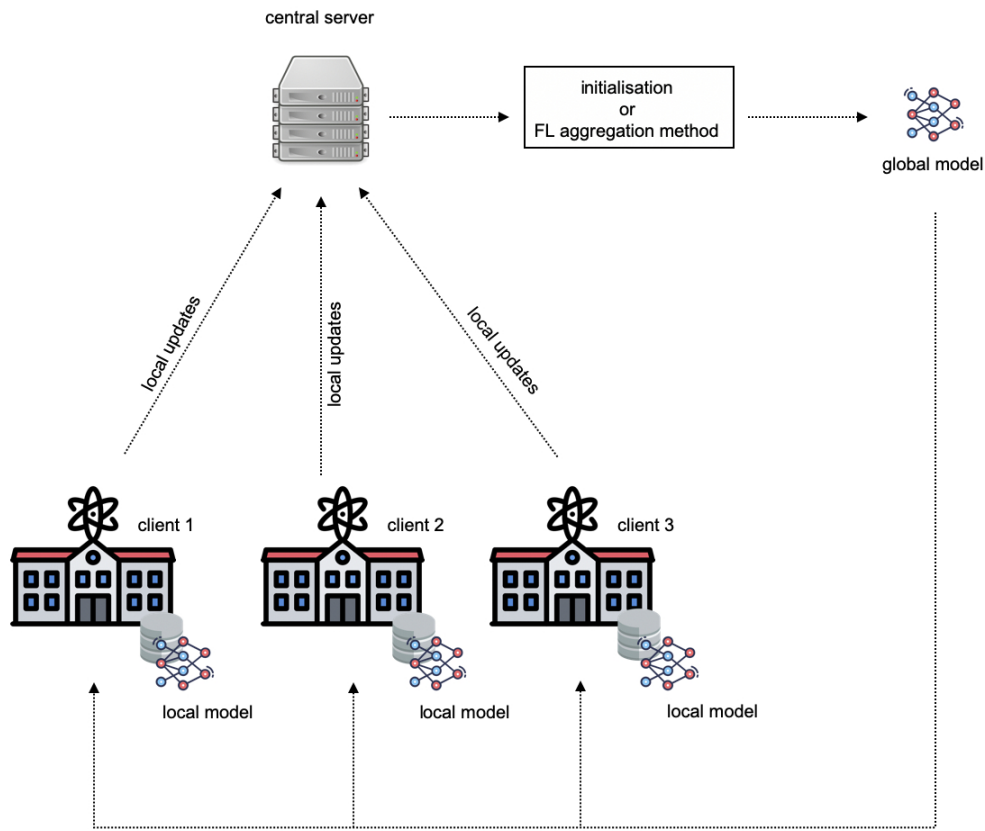 central server
initialisation
or
FL aggregation method
global model
local updates
local updates
local updates
client 1
client 2
client 3
local model
local model
local model